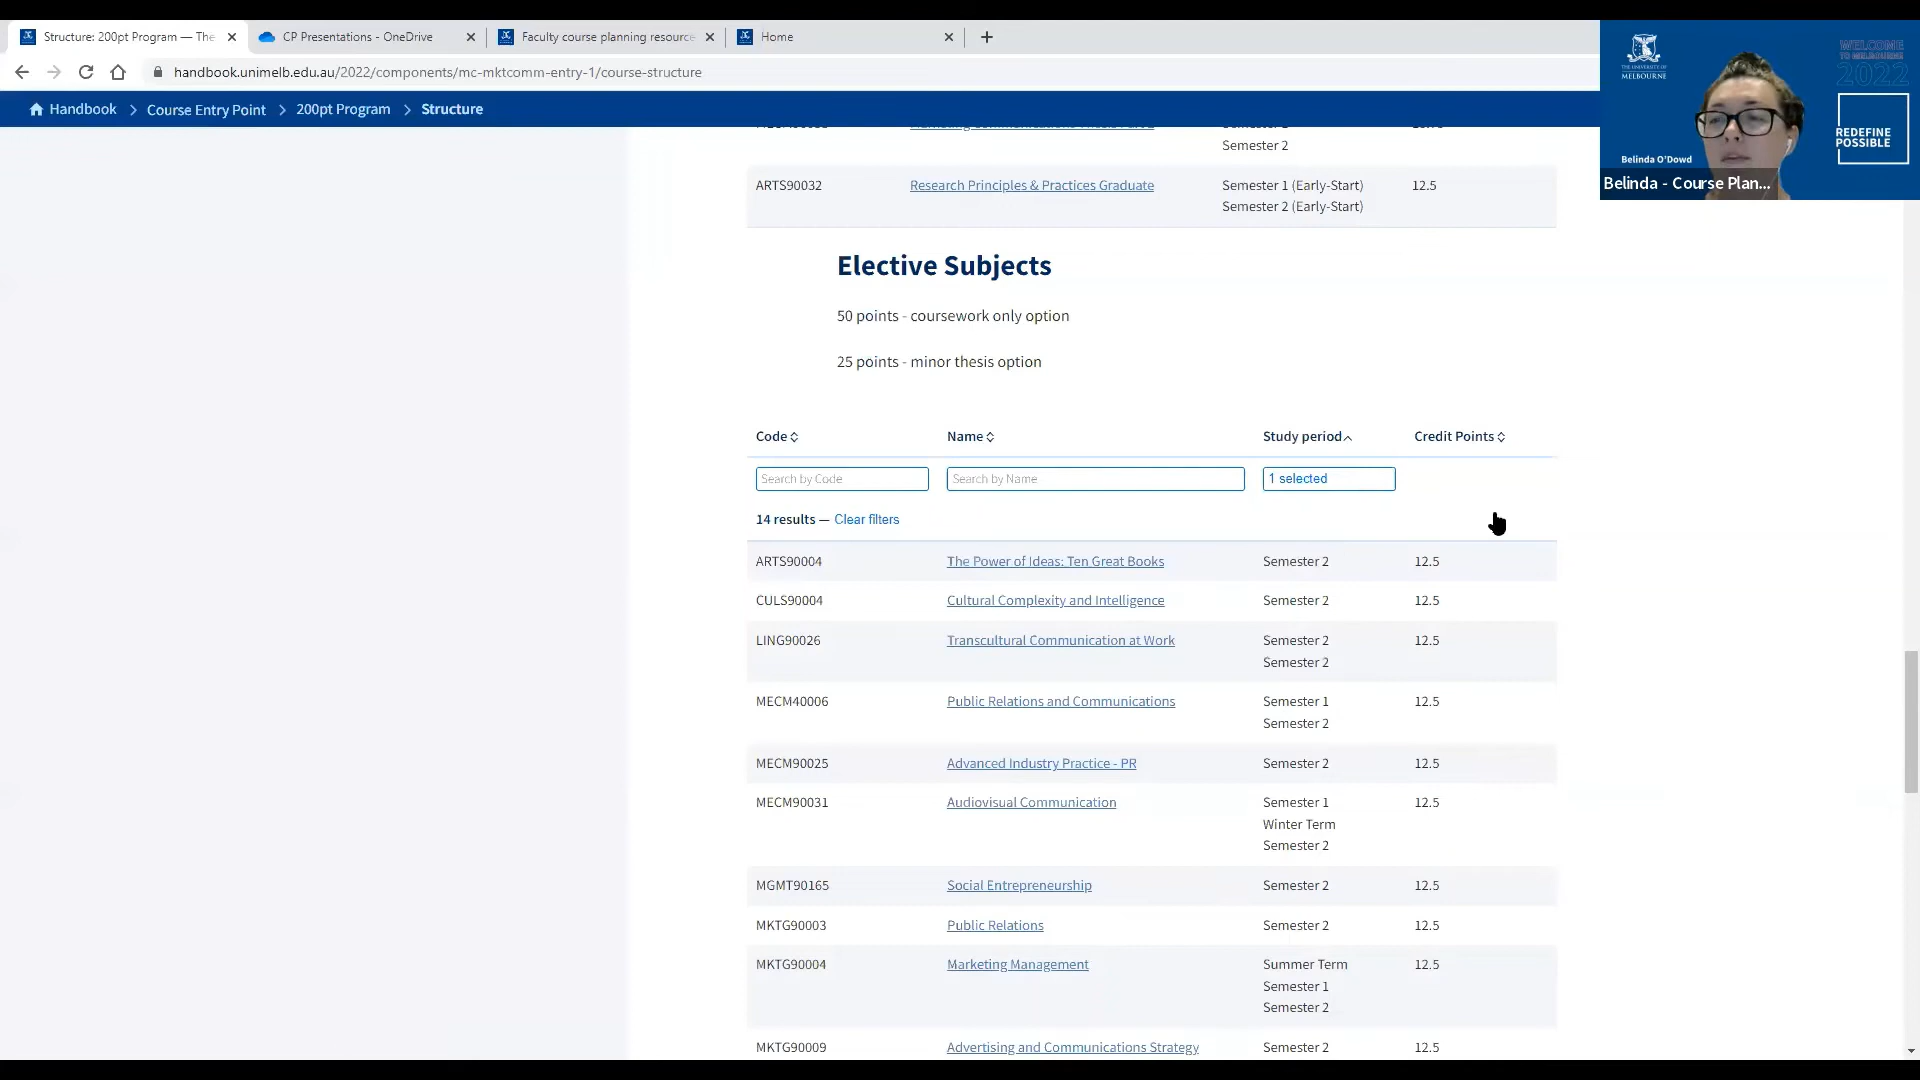 Structure: 200pt Program — The
CP Presentations - OneDrive
Faculty course planning resource
Home
handbook.unimelb.edu.au/2022/components/mc-mktcomm-entry-1/course-structure
Handbook > Course Entry Point > 200pt Program > Structure
THE UNIVERSITY OF
MELBOURNE
WELCOME
TO MELBOURNE
2022
REDEFINE
POSSIBLE
Belinda O'Dowd
Belinda - Course Plan...
Semester 2
ARTS90032 Research Principles & Practices Graduate Semester 1 (Early-Start) 12.5
Semester 2 (Early-Start)
Elective Subjects
50 points - coursework only option
25 points - minor thesis option
Code Name Study period Credit Points
Search by Code Search by Name 1 selected
14 results — Clear filters
ARTS90004 The Power of Ideas: Ten Great Books Semester 2 12.5
CULS90004 Cultural Complexity and Intelligence Semester 2 12.5
LING90026 Transcultural Communication at Work Semester 2 12.5
Semester 2
MECM40006 Public Relations and Communications Semester 1 12.5
Semester 2
MECM90025 Advanced Industry Practice - PR Semester 2 12.5
MECM90031 Audiovisual Communication Semester 1 12.5
Winter Term
Semester 2
MGMT90165 Social Entrepreneurship Semester 2 12.5
MKTG90003 Public Relations Semester 2 12.5
MKTG90004 Marketing Management Summer Term 12.5
Semester 1
Semester 2
MKTG90009 Advertising and Communications Strategy Semester 2 12.5